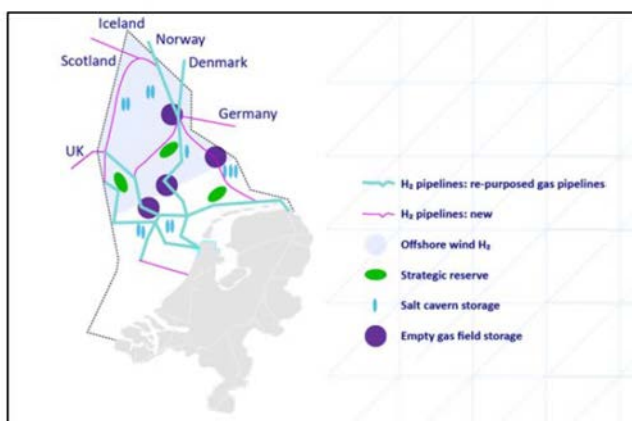 Iceland
Norway
Scotland
Denmark
Germany
UK
H₂ pipelines: re-purposed gas pipelines
H₂ pipelines: new
Offshore wind H₂
Strategic reserve
Salt cavern storage
Empty gas field storage